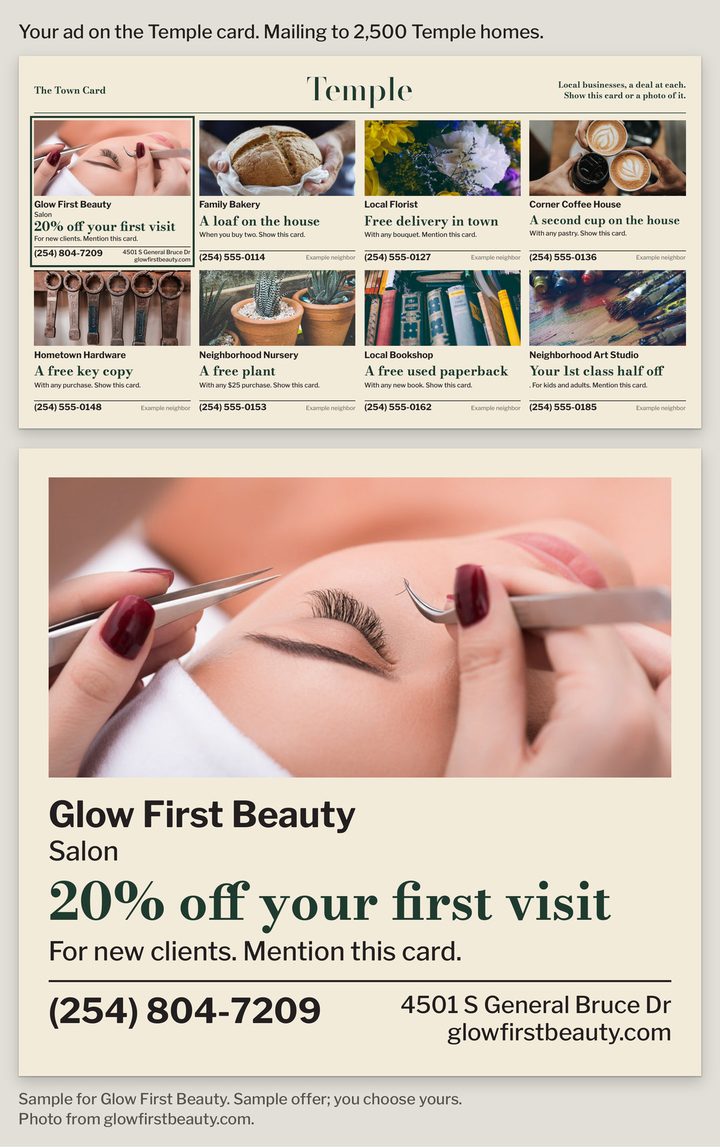 Your ad on the Temple card. Mailing to 2,500 Temple homes.
The Town Card
Temple
Local businesses, a deal at each.
Show this card or a photo of it.
Glow First Beauty
Salon
20% off your first visit
For new clients. Mention this card.
(254) 804-7209
4501 S General Bruce Dr
glowfirstbeauty.com
Family Bakery
A loaf on the house
When you buy two. Show this card.
(254) 555-0114
Example neighbor
Local Florist
Free delivery in town
With any bouquet. Mention this card.
(254) 555-0127
Example neighbor
Corner Coffee House
A second cup on the house
With any pastry. Show this card.
(254) 555-0136
Example neighbor
Hometown Hardware
A free key copy
With any purchase. Show this card.
(254) 555-0148
Example neighbor
Neighborhood Nursery
A free plant
With any $25 purchase. Show this card.
(254) 555-0153
Example neighbor
Local Bookshop
A free used paperback
With any new book. Show this card.
(254) 555-0162
Example neighbor
Neighborhood Art Studio
Your 1st class half off
. For kids and adults. Mention this card.
(254) 555-0185
Example neighbor
Glow First Beauty
Salon
20% off your first visit
For new clients. Mention this card.
(254) 804-7209
4501 S General Bruce Dr
glowfirstbeauty.com
Sample for Glow First Beauty. Sample offer; you choose yours.
Photo from glowfirstbeauty.com.